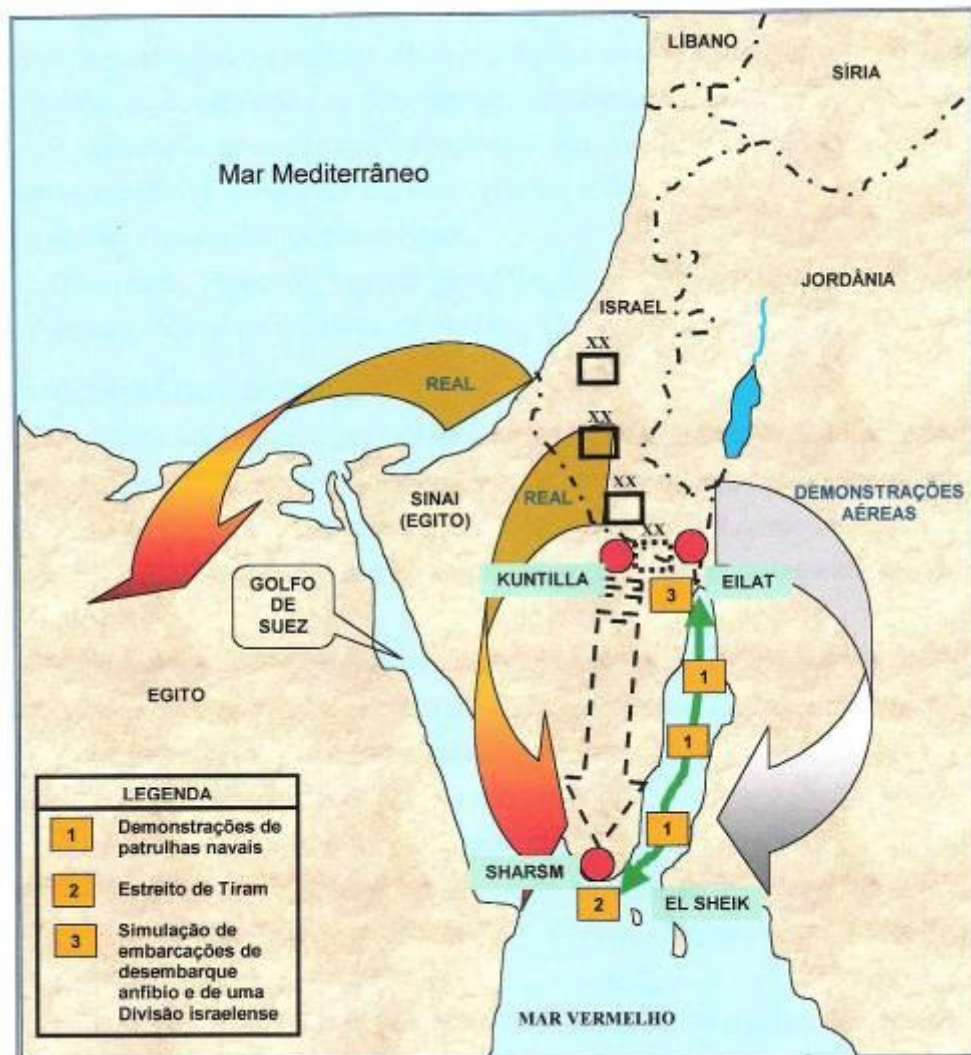 LÍBANO
SÍRIA
Mar Mediterrâneo
JORDÂNIA
ISRAEL
XX
REAL
XX
XX
REAL
SINAI
(EGITO)
DEMONSTRAÇÕES
AÉREAS
XX
KUNTILLA
3
EILAT
GOLFO
DE
SUEZ
1
EGITO
1
LEGENDA
1
Demonstrações de
patrulhas navais
2
Estreito de Tiram
3
Simulação de
embarcações de
desembarque
anfíbio e de uma
Divisão israelense
1
SHARSM
2
EL SHEIK
MAR VERMELHO